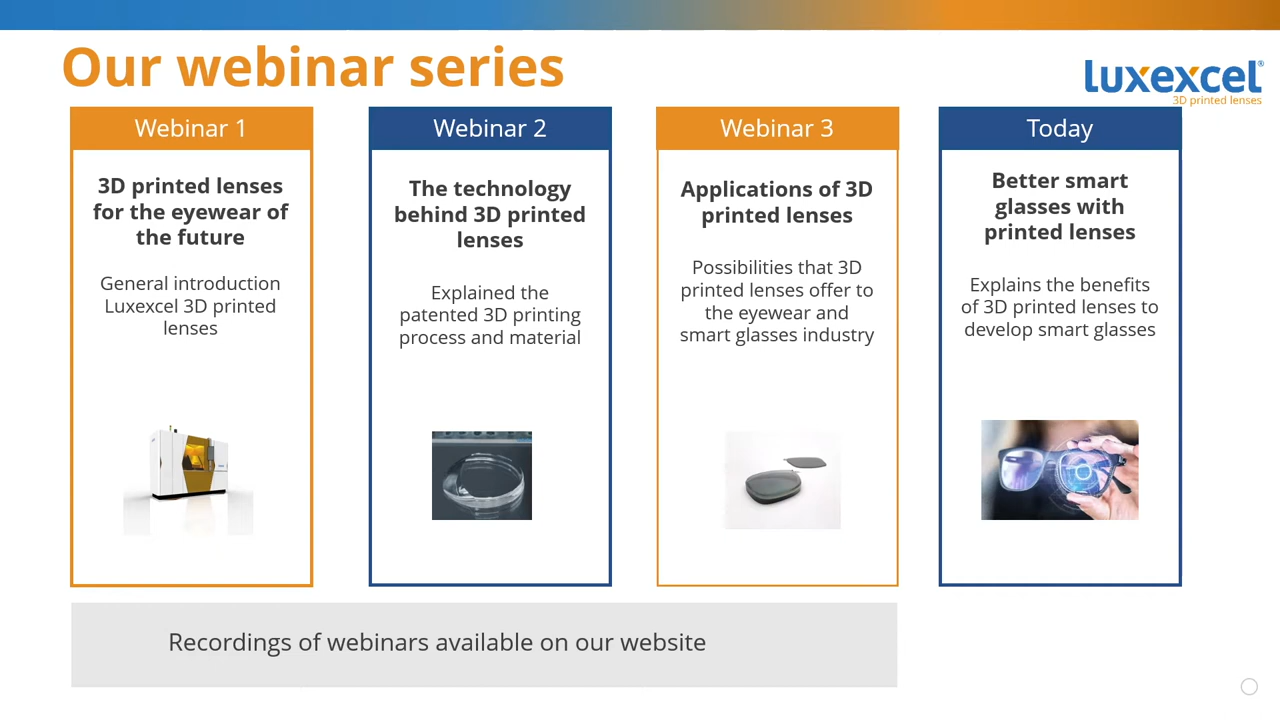 Our webinar series
luxexcel®
3D printed lenses
Webinar 1
3D printed lenses
for the eyewear of
the future
General introduction
Luxexcel 3D printed
lenses
Webinar 2
The technology
behind 3D printed
lenses
Explained the
patented 3D printing
process and material
Webinar 3
Applications of 3D
printed lenses
Possibilities that 3D
printed lenses offer to
the eyewear and
smart glasses industry
Today
Better smart
glasses with
printed lenses
Explains the benefits
of 3D printed lenses to
develop smart glasses
Recordings of webinars available on our website